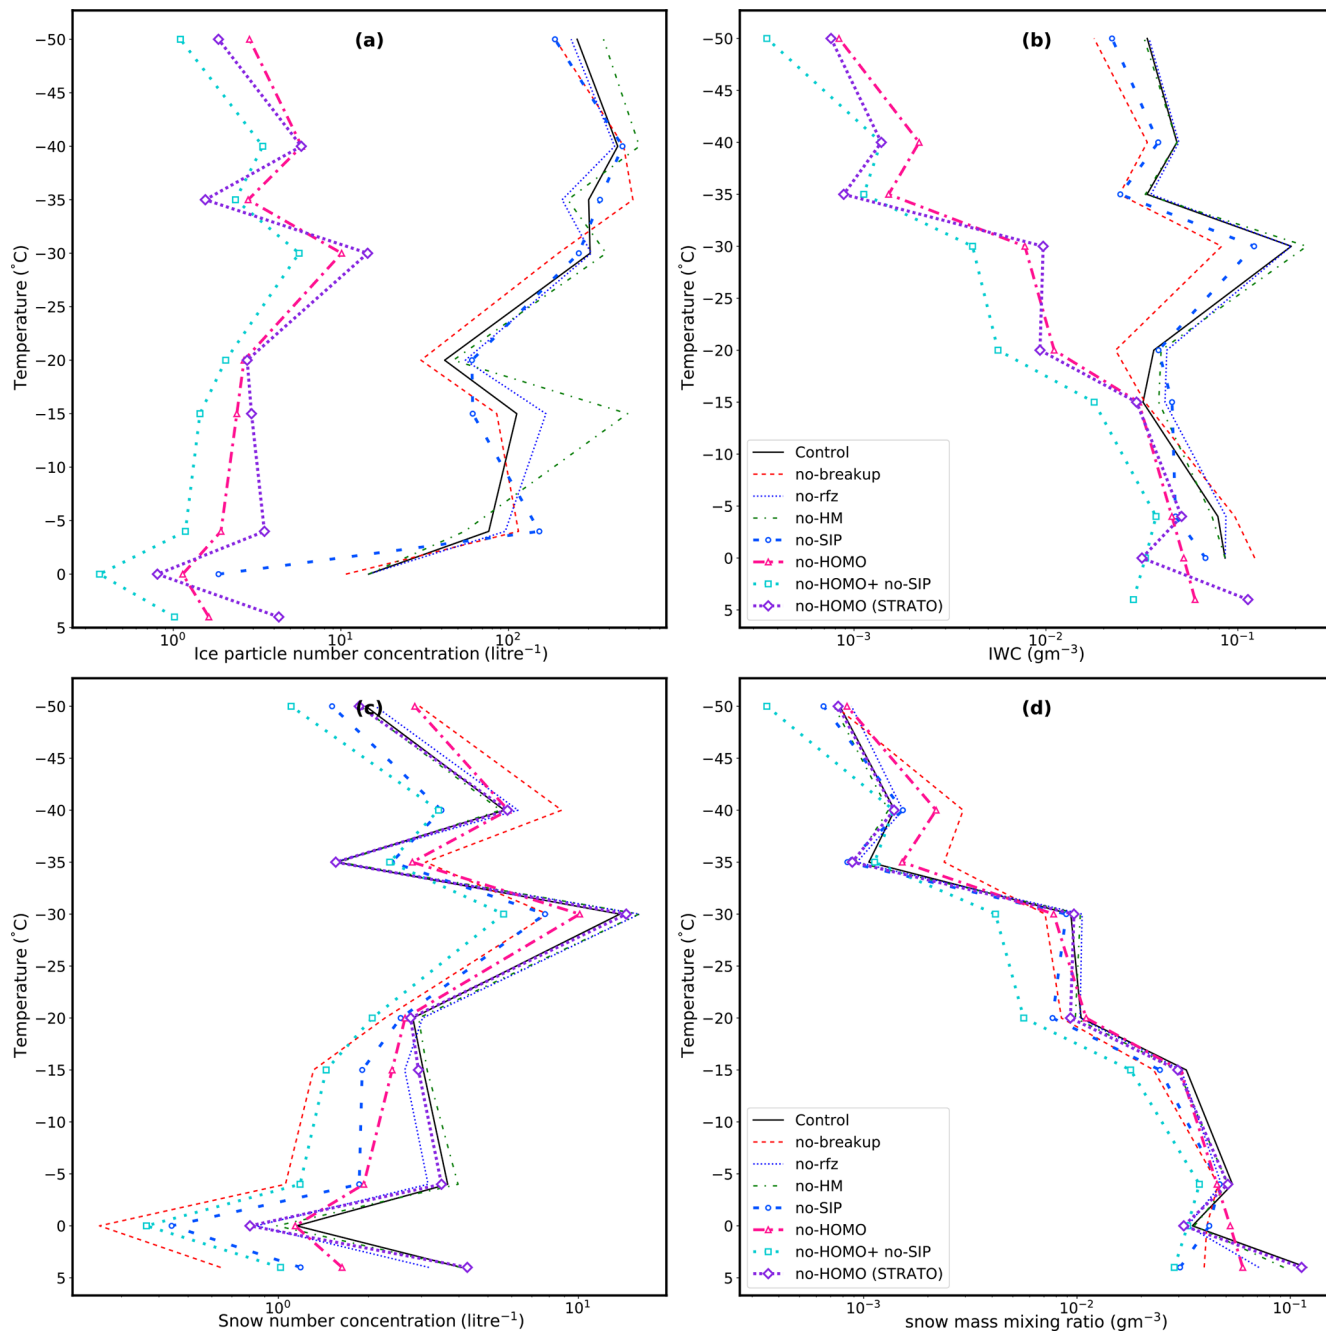 (a)
−50
−45
−40
−35
−30
−25
−20
−15
−10
−5
0
5
Temperature (°C)
10⁰
10¹
10²
Ice particle number concentration (litre⁻¹)
(b)
−50
−45
−40
−35
−30
−25
−20
−15
−10
−5
0
5
Temperature (°C)
Control
no-breakup
no-rfz
no-HM
no-SIP
no-HOMO
no-HOMO+ no-SIP
no-HOMO (STRATO)
10⁻³
10⁻²
10⁻¹
IWC (gm⁻³)
(c)
−50
−45
−40
−35
−30
−25
−20
−15
−10
−5
0
5
Temperature (°C)
10⁰
10¹
Snow number concentration (litre⁻¹)
(d)
−50
−45
−40
−35
−30
−25
−20
−15
−10
−5
0
5
Temperature (°C)
Control
no-breakup
no-rfz
no-HM
no-SIP
no-HOMO
no-HOMO+ no-SIP
no-HOMO (STRATO)
10⁻³
10⁻²
10⁻¹
snow mass mixing ratio (gm⁻³)